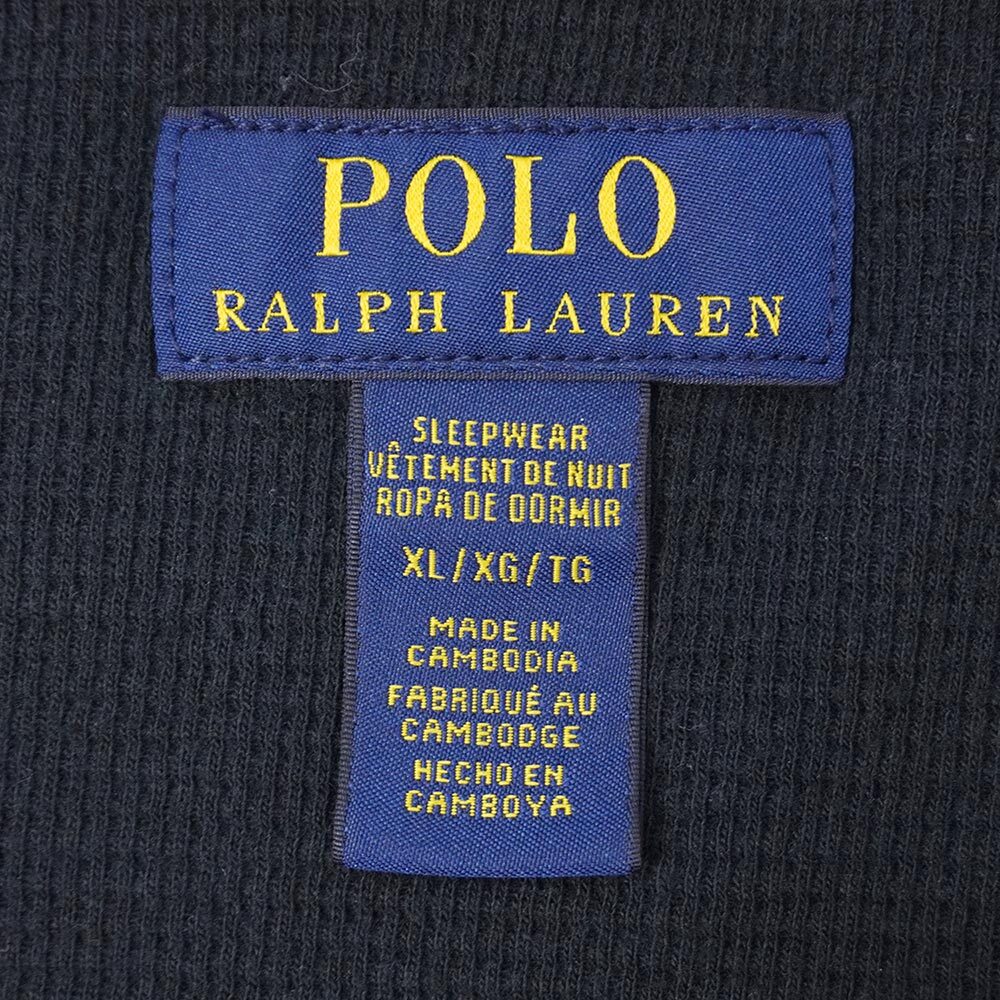 POLO
RALPH LAUREN
SLEEPWEAR
VÊTEMENT DE NUIT
ROPA DE DORMIR
XL/XG/TG
MADE IN
CAMBODIA
FABRIQUÉ AU
CAMBODGE
HECHO EN
CAMBOYA